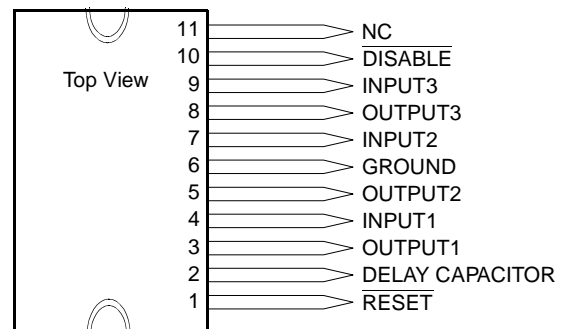 Top View
11 NC
10 DISABLE
9 INPUT3
8 OUTPUT3
7 INPUT2
6 GROUND
5 OUTPUT2
4 INPUT1
3 OUTPUT1
2 DELAY CAPACITOR
1 RESET